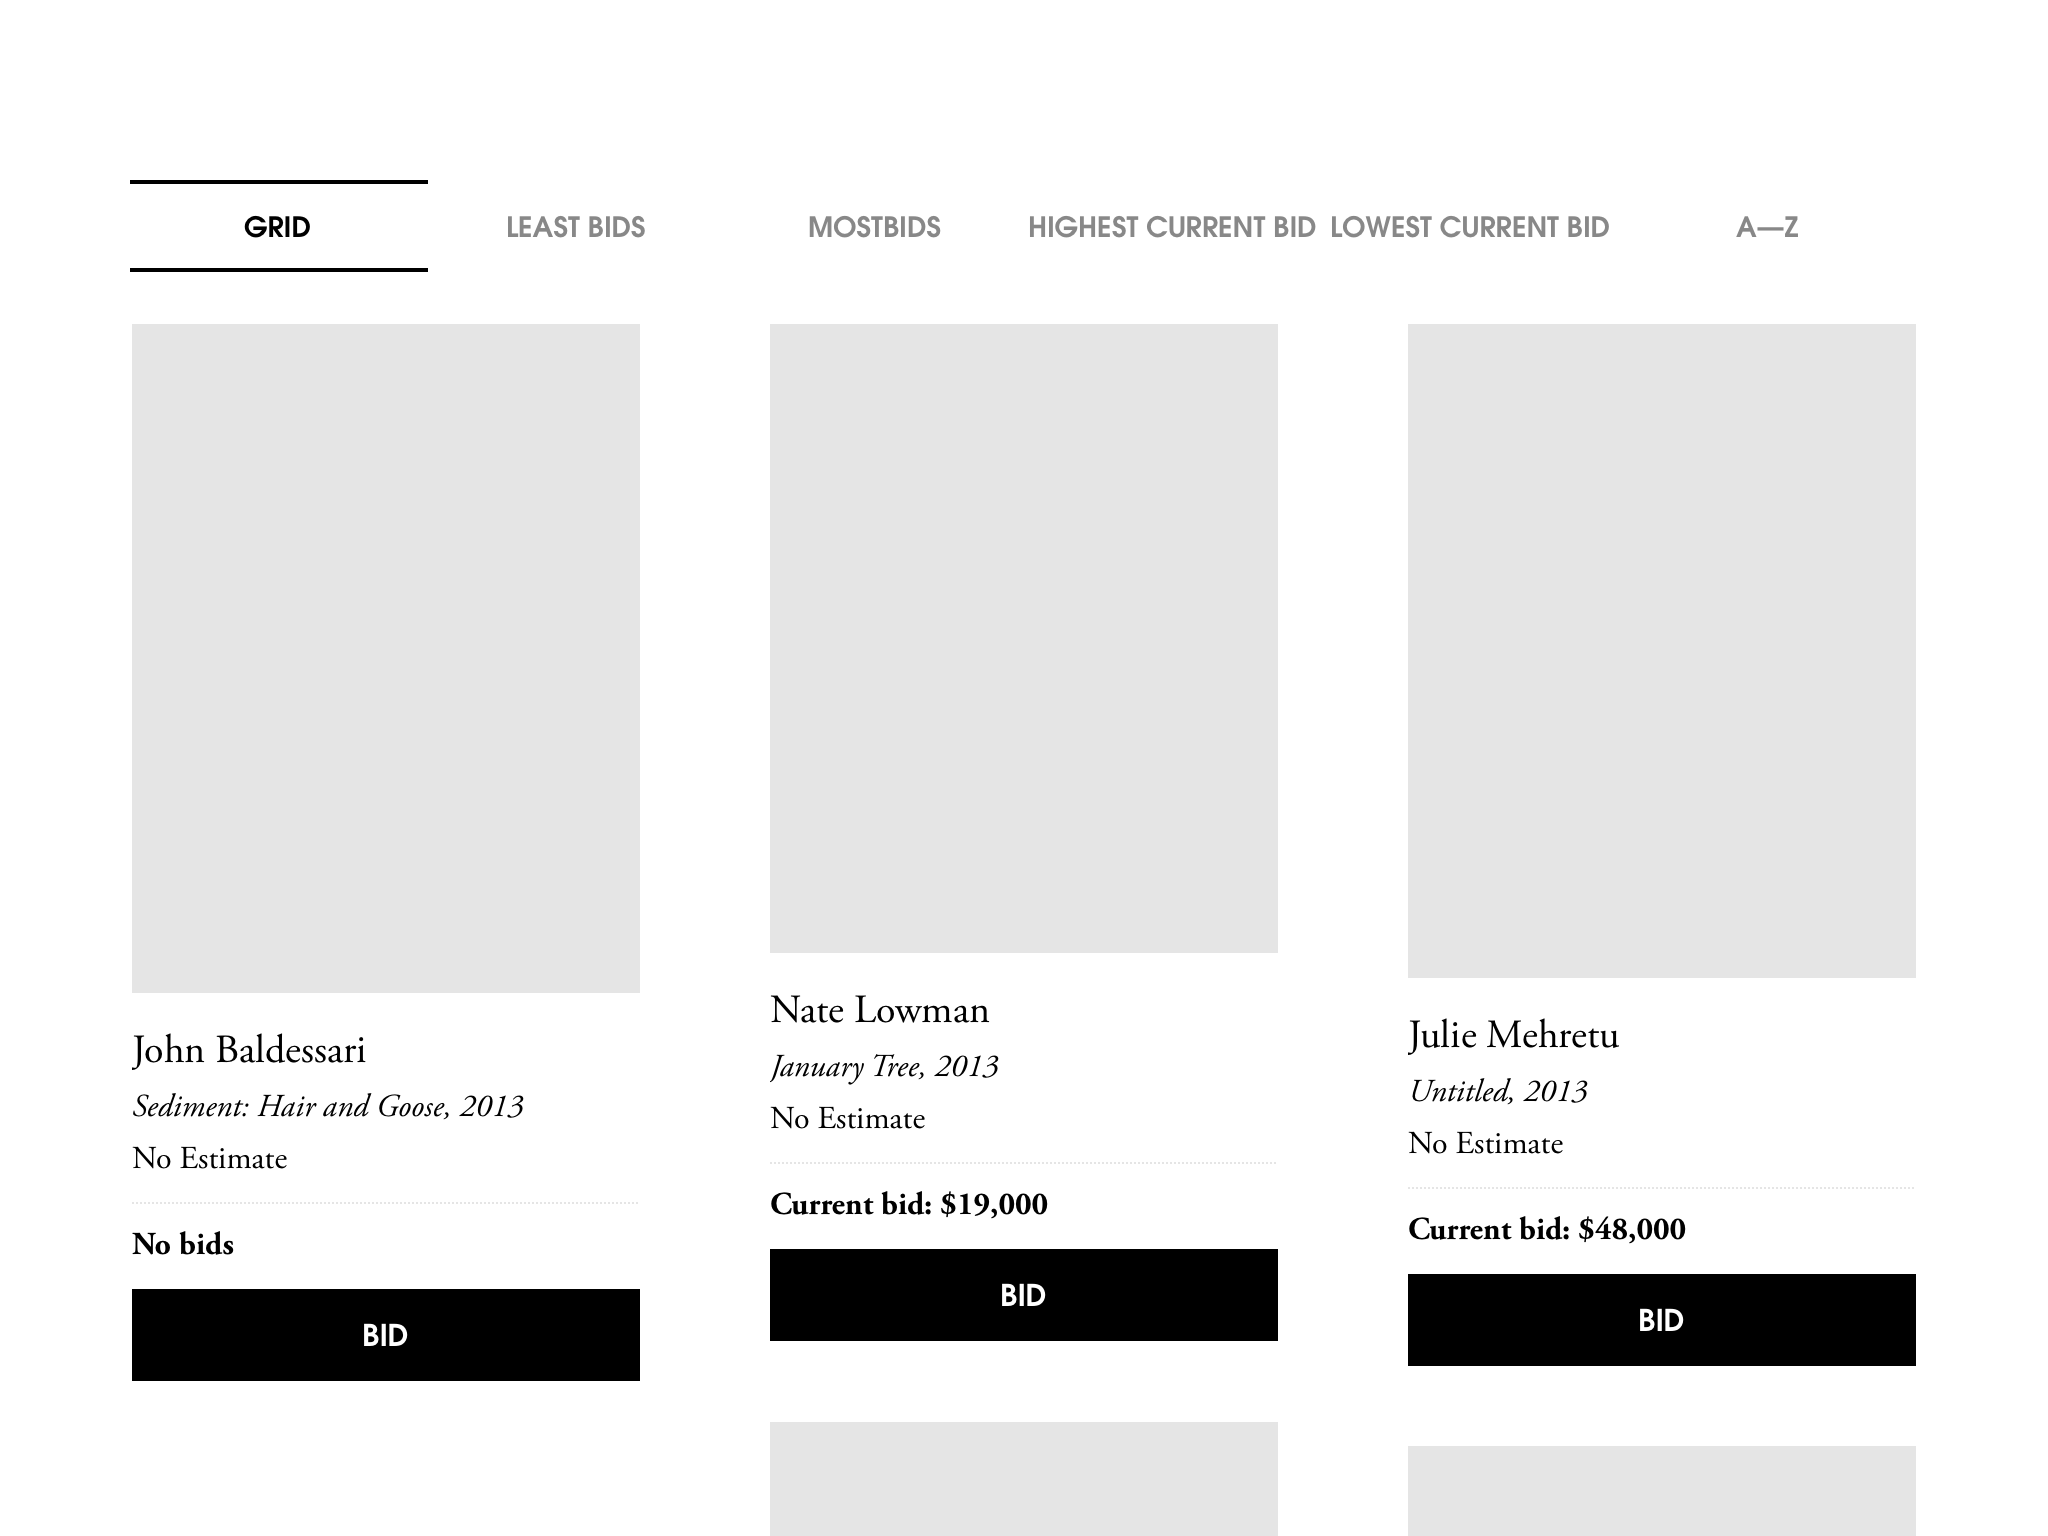 GRID
LEAST BIDS
MOSTBIDS
HIGHEST CURRENT BID
LOWEST CURRENT BID
A—Z
John Baldessari
Sediment: Hair and Goose, 2013
No Estimate
No bids
BID
Nate Lowman
January Tree, 2013
No Estimate
Current bid: $19,000
BID
Julie Mehretu
Untitled, 2013
No Estimate
Current bid: $48,000
BID